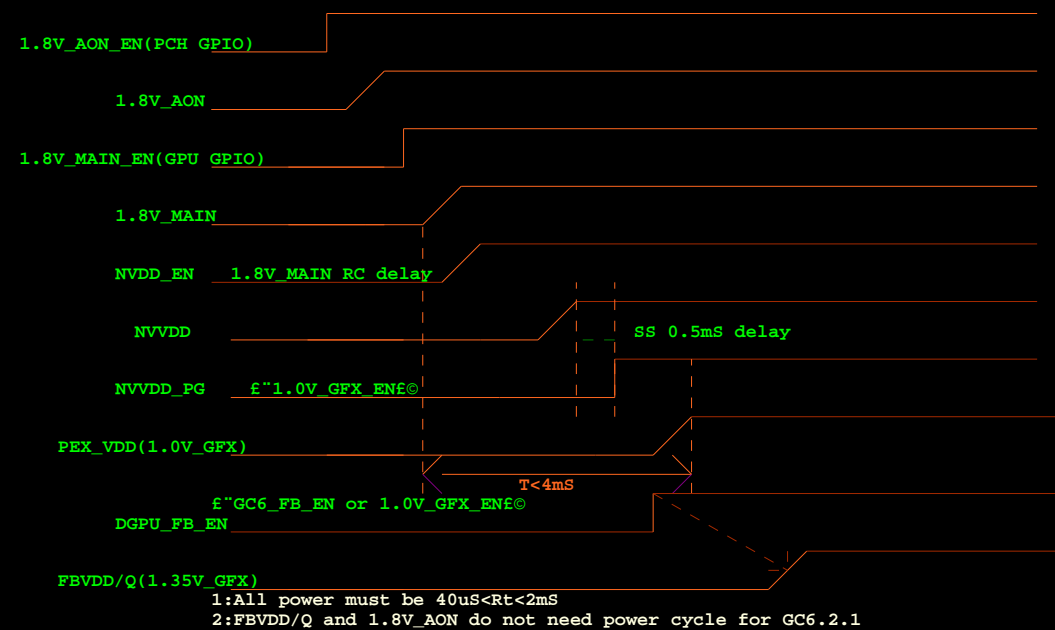 1.8V_AON_EN(PCH GPIO)
1.8V_AON
1.8V_MAIN_EN(GPU GPIO)
1.8V_MAIN
NVDD_EN 1.8V_MAIN RC delay
NVVDD SS 0.5mS delay
NVVDD_PG £¨1.0V_GFX_EN£©
PEX_VDD(1.0V_GFX)
T<4mS
£¨GC6_FB_EN or 1.0V_GFX_EN£©
DGPU_FB_EN
FBVDD/Q(1.35V_GFX)
1:All power must be 40uS<Rt<2mS
2:FBVDD/Q and 1.8V_AON do not need power cycle for GC6.2.1